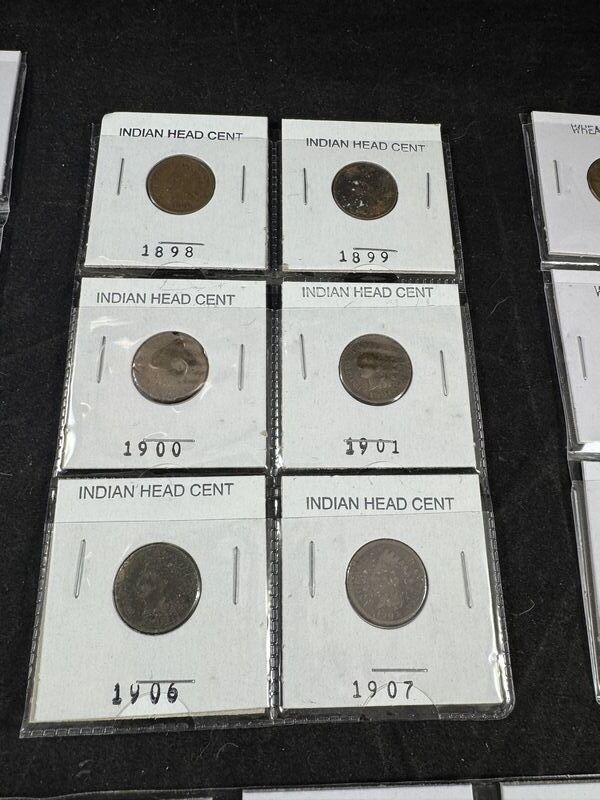 INDIAN HEAD CENT
1898
INDIAN HEAD CENT
1899
INDIAN HEAD CENT
1900
INDIAN HEAD CENT
1901
INDIAN HEAD CENT
1906
INDIAN HEAD CENT
1907